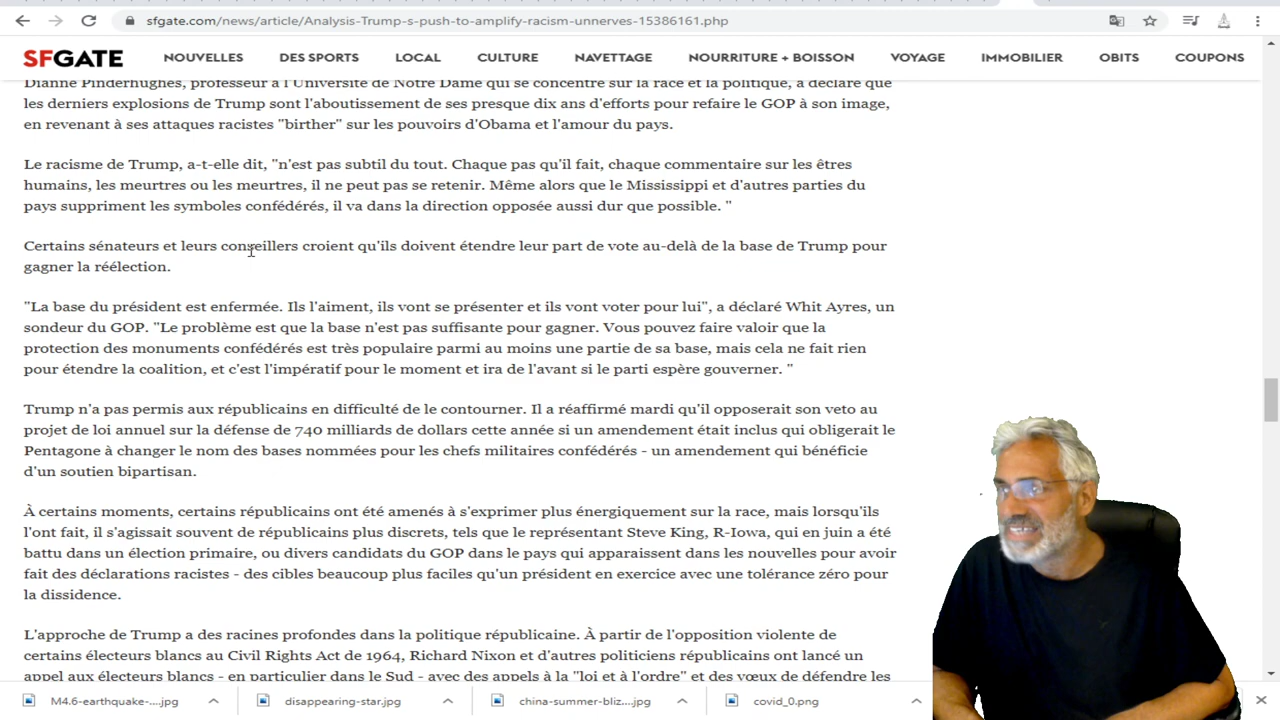 sfgate.com/news/article/Analysis-Trump-s-push-to-amplify-racism-unnerves-15386161.php
SFGATE NOUVELLES DES SPORTS LOCAL CULTURE NAVETTAGE NOURRITURE + BOISSON VOYAGE IMMOBILIER OBITS COUPONS
Dianne Pinderhughes, professeur à l'Université de Notre Dame qui se concentre sur la race et la politique, a déclaré que
les derniers explosions de Trump sont l'aboutissement de ses presque dix ans d'efforts pour refaire le GOP à son image,
en revenant à ses attaques racistes "birther" sur les pouvoirs d'Obama et l'amour du pays.
Le racisme de Trump, a-t-elle dit, "n'est pas subtil du tout. Chaque pas qu'il fait, chaque commentaire sur les êtres
humains, les meurtres ou les meurtres, il ne peut pas se retenir. Même alors que le Mississippi et d'autres parties du
pays suppriment les symboles confédérés, il va dans la direction opposée aussi dur que possible. "
Certains sénateurs et leurs conseillers croient qu'ils doivent étendre leur part de vote au-delà de la base de Trump pour
gagner la réélection.
"La base du président est enfermée. Ils l'aiment, ils vont se présenter et ils vont voter pour lui", a déclaré Whit Ayres, un
sondeur du GOP. "Le problème est que la base n'est pas suffisante pour gagner. Vous pouvez faire valoir que la
protection des monuments confédérés est très populaire parmi au moins une partie de sa base, mais cela ne fait rien
pour étendre la coalition, et c'est l'impératif pour le moment et ira de l'avant si le parti espère gouverner. "
Trump n'a pas permis aux républicains en difficulté de le contourner. Il a réaffirmé mardi qu'il opposerait son veto au
projet de loi annuel sur la défense de 740 milliards de dollars cette année si un amendement était inclus qui obligerait le
Pentagone à changer le nom des bases nommées pour les chefs militaires confédérés - un amendement qui bénéficie
d'un soutien bipartisan.
À certains moments, certains républicains ont été amenés à s'exprimer plus énergiquement sur la race, mais lorsqu'ils
l'ont fait, il s'agissait souvent de républicains plus discrets, tels que le représentant Steve King, R-Iowa, qui en juin a été
battu dans un élection primaire, ou divers candidats du GOP dans le pays qui apparaissent dans les nouvelles pour avoir
fait des déclarations racistes - des cibles beaucoup plus faciles qu'un président en exercice avec une tolérance zéro pour
la dissidence.
L'approche de Trump a des racines profondes dans la politique républicaine. À partir de l'opposition violente de
certains électeurs blancs au Civil Rights Act de 1964, Richard Nixon et d'autres politiciens républicains ont lancé un
appel aux électeurs blancs - en particulier dans le Sud - avec des appels à la "loi et à l'ordre" et des vœux de défendre les
M4.6-earthquake-....jpg disappearing-star.jpg china-summer-bliz....jpg covid_0.png